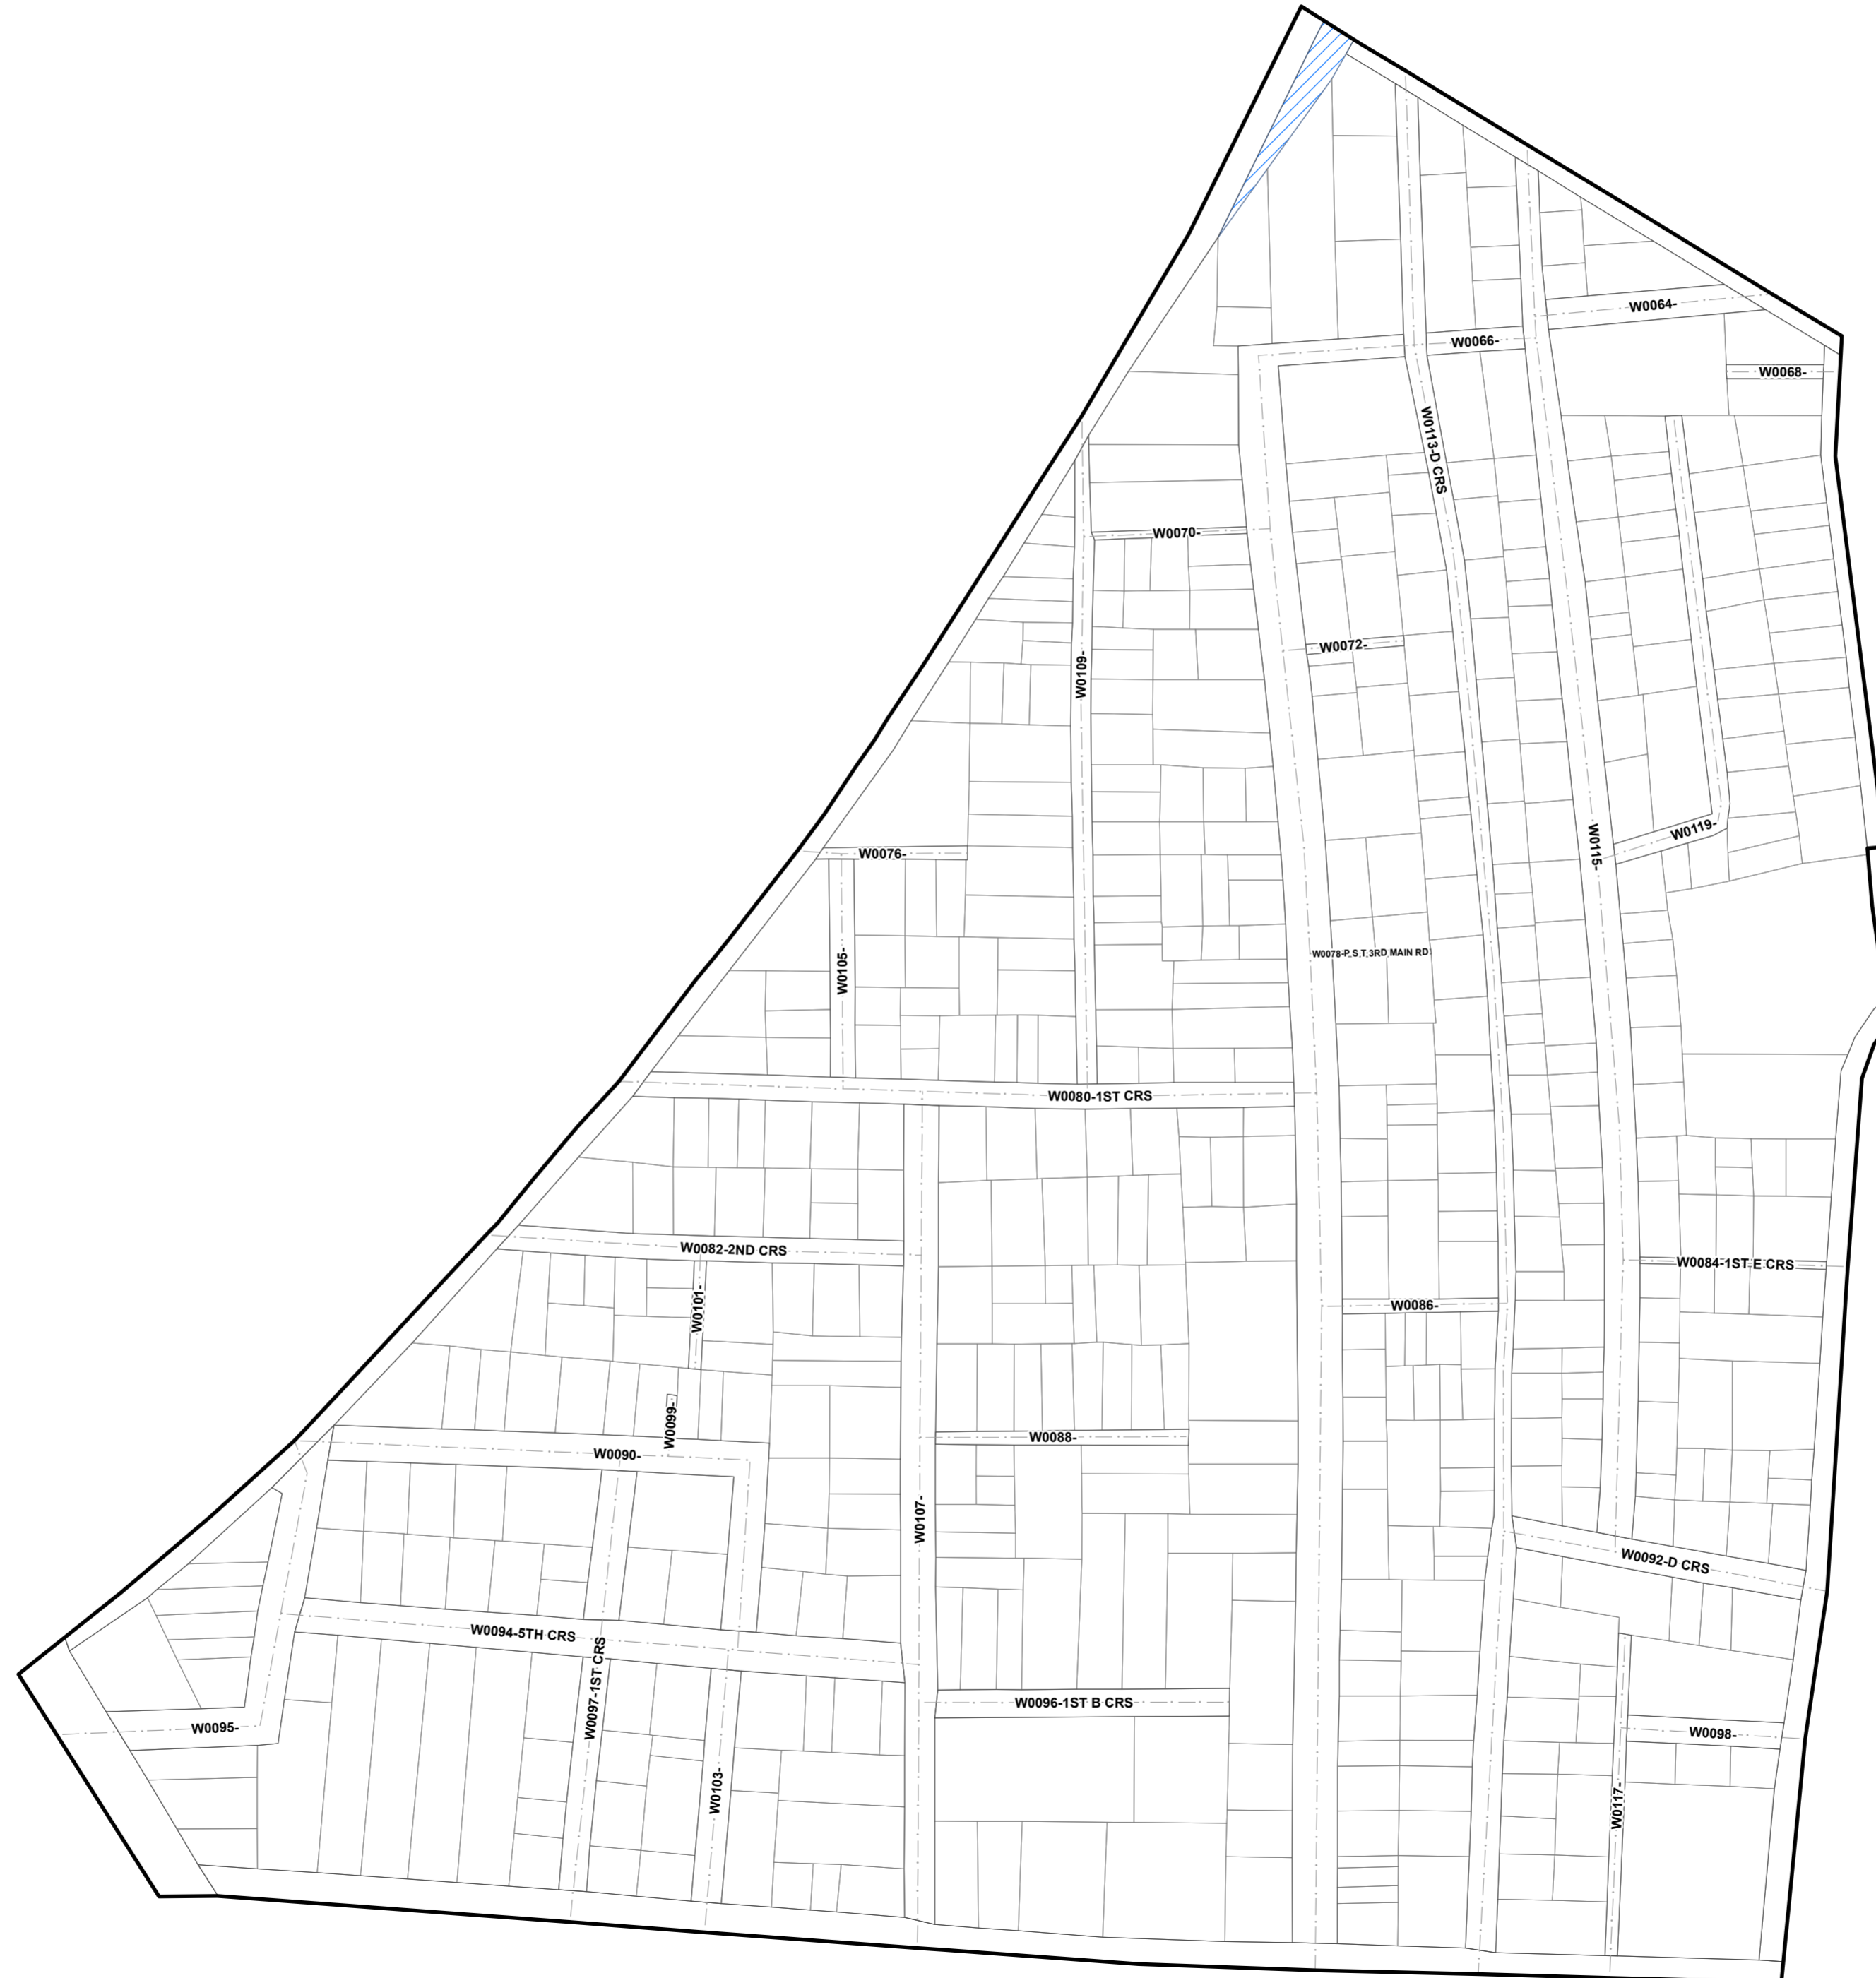 W0064-
W0066-
W0068-
W0113-D CRS
W0070-
W0072-
W0109-
W0119-
W0115-
W0076-
W0078-P.S.T.3RD MAIN RD
W0105-
W0080-1ST CRS
W0082-2ND CRS
W0084-1ST E CRS
W0101-
W0086-
W0099-
W0088-
W0090-
W0107-
W0092-D CRS
W0094-5TH CRS
W0097-1ST CRS
W0096-1ST B CRS
W0095-
W0098-
W0103-
W0117-